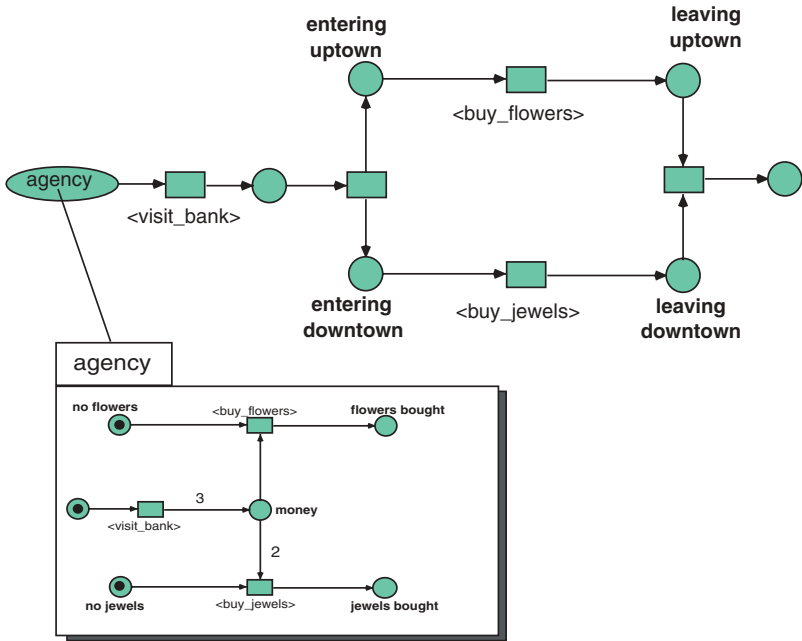 entering
uptown
leaving
uptown
<buy_flowers>
agency
<visit_bank>
entering
downtown
<buy_jewels>
leaving
downtown
agency
no flowers
<buy_flowers>
flowers bought
3
money
<visit_bank>
2
no jewels
<buy_jewels>
jewels bought